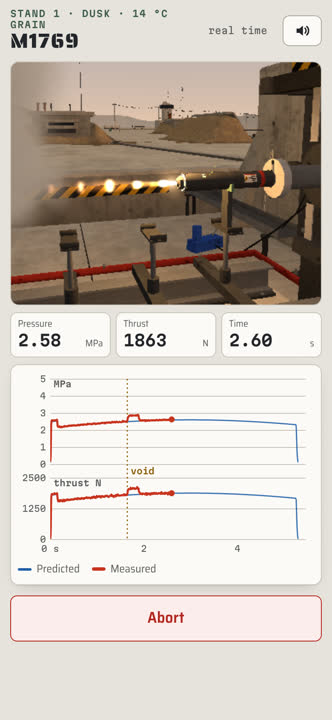 STAND 1 · DUSK · 14 °C
GRAIN
M1769
real time
Pressure
2.58 MPa
Thrust
1863 N
Time
2.60 s
5
MPa
4
3
2
1
0
void
2500
thrust N
1250
0
0 s 2 4
Predicted Measured
Abort